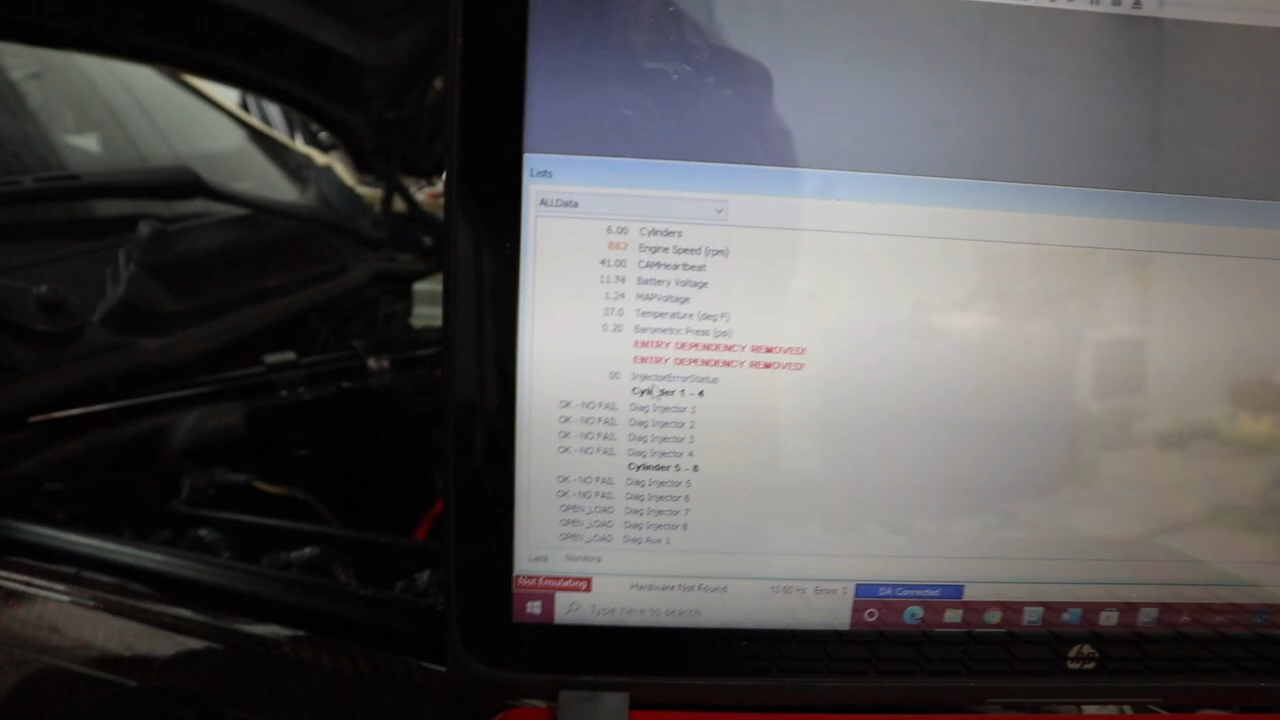 Lists
ALLData
6.00 Cylinders
882 Engine Speed (rpm)
41.00 CAMHeartbeat
11.74 Battery Voltage
1.24 MAPVoltage
37.0 Temperature (deg F)
0.20 Barometric Press (psi)
ENTRY DEPENDENCY REMOVED!
ENTRY DEPENDENCY REMOVED!
00 InjectorErrorStatus
Cylinder 1 - 4
OK - NO FAIL Diag Injector 1
OK - NO FAIL Diag Injector 2
OK - NO FAIL Diag Injector 3
OK - NO FAIL Diag Injector 4
Cylinder 5 - 8
OK - NO FAIL Diag Injector 5
OK - NO FAIL Diag Injector 6
OPEN_LOAD Diag Injector 7
OPEN_LOAD Diag Injector 8
OPEN_LOAD Diag Aux 1
Monitors
Not Emulating Hardware Not Found Errors DA Connected
Type here to search
hp